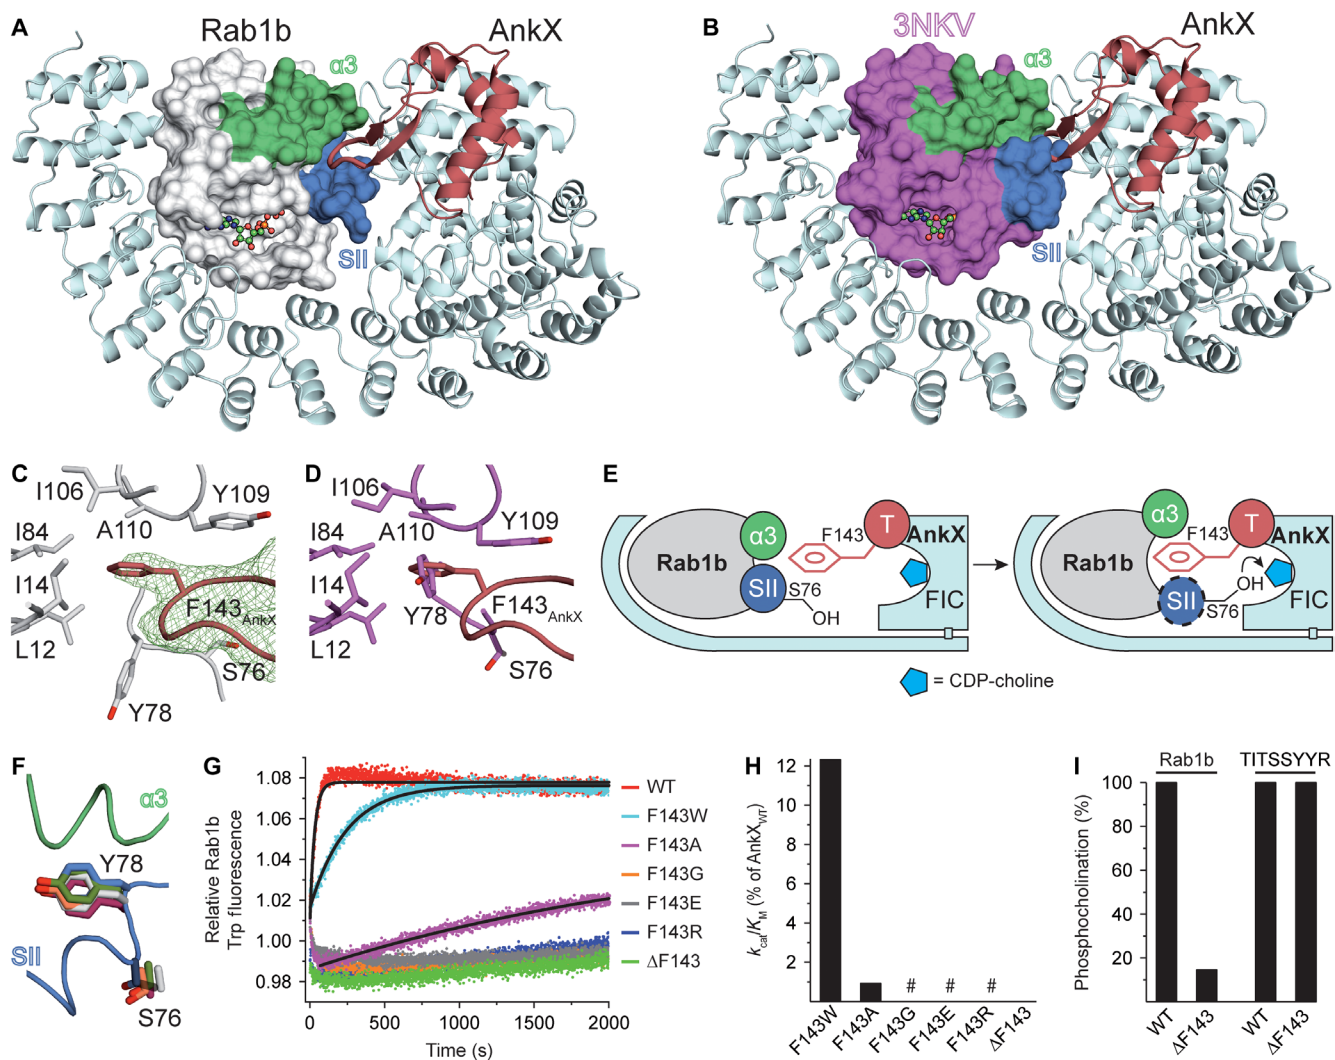 A
Rab1b
AnkX
α3
SII
B
3NKV
AnkX
α3
SII
C
I106
Y109
A110
I84
I14
F143AnkX
L12
S76
Y78
D
I106
A110
Y109
I84
I14
F143AnkX
Y78
L12
S76
E
α3
T
F143
AnkX
Rab1b
SII
S76
OH
FIC
α3
F143
T
AnkX
Rab1b
OH
SII
S76
FIC
= CDP-choline
F
α3
Y78
SII
S76
G
Relative Rab1b
Trp fluorescence
1.08
1.06
1.04
1.02
1.00
0.98
0
500
1000
1500
2000
Time (s)
WT
F143W
F143A
F143G
F143E
F143R
ΔF143
H
kcat/KM (% of AnkXWT)
12
10
8
6
4
2
# # #
F143W
F143A
F143G
F143E
F143R
ΔF143
I
Rab1b
TITSSYYR
Phosphocholination (%)
100
80
60
40
20
WT
ΔF143
WT
ΔF143